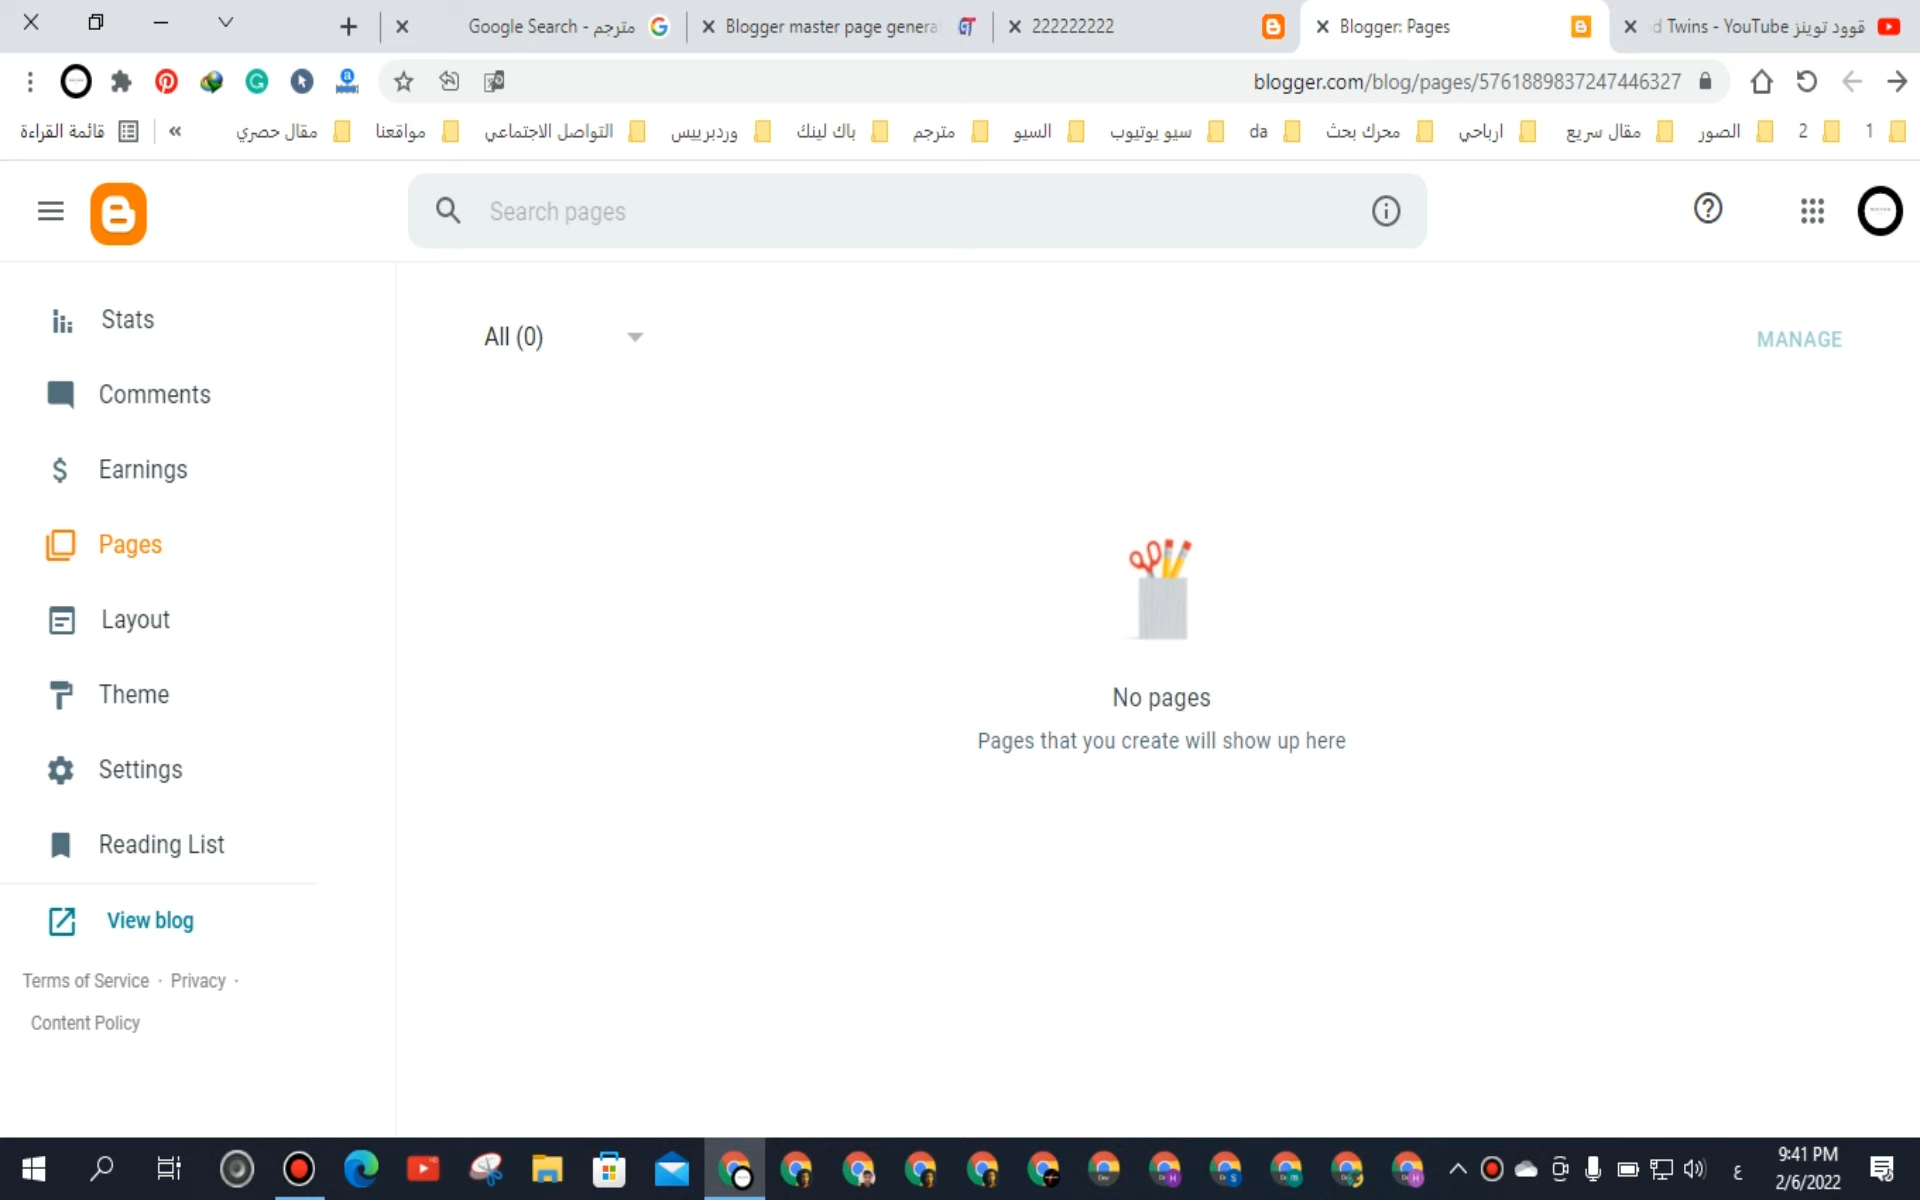 Google Search - مترجم
Blogger master page genera
222222222
Blogger: Pages
d Twins - YouTube قوود توينز
blogger.com/blog/pages/5761889837247446327
قائمة القراءة
«
مقال حصري
مواقعنا
التواصل الاجتماعي
وردبرييس
باك لينك
مترجم
السيو
سيو يوتيوب
da
محرك بحث
ارباحي
مقال سريع
الصور
2
1
Search pages
Stats
All (0)
MANAGE
Comments
Earnings
Pages
Layout
Theme
No pages
Pages that you create will show up here
Settings
Reading List
View blog
Terms of Service · Privacy ·
Content Policy
ع
9:41 PM
2/6/2022